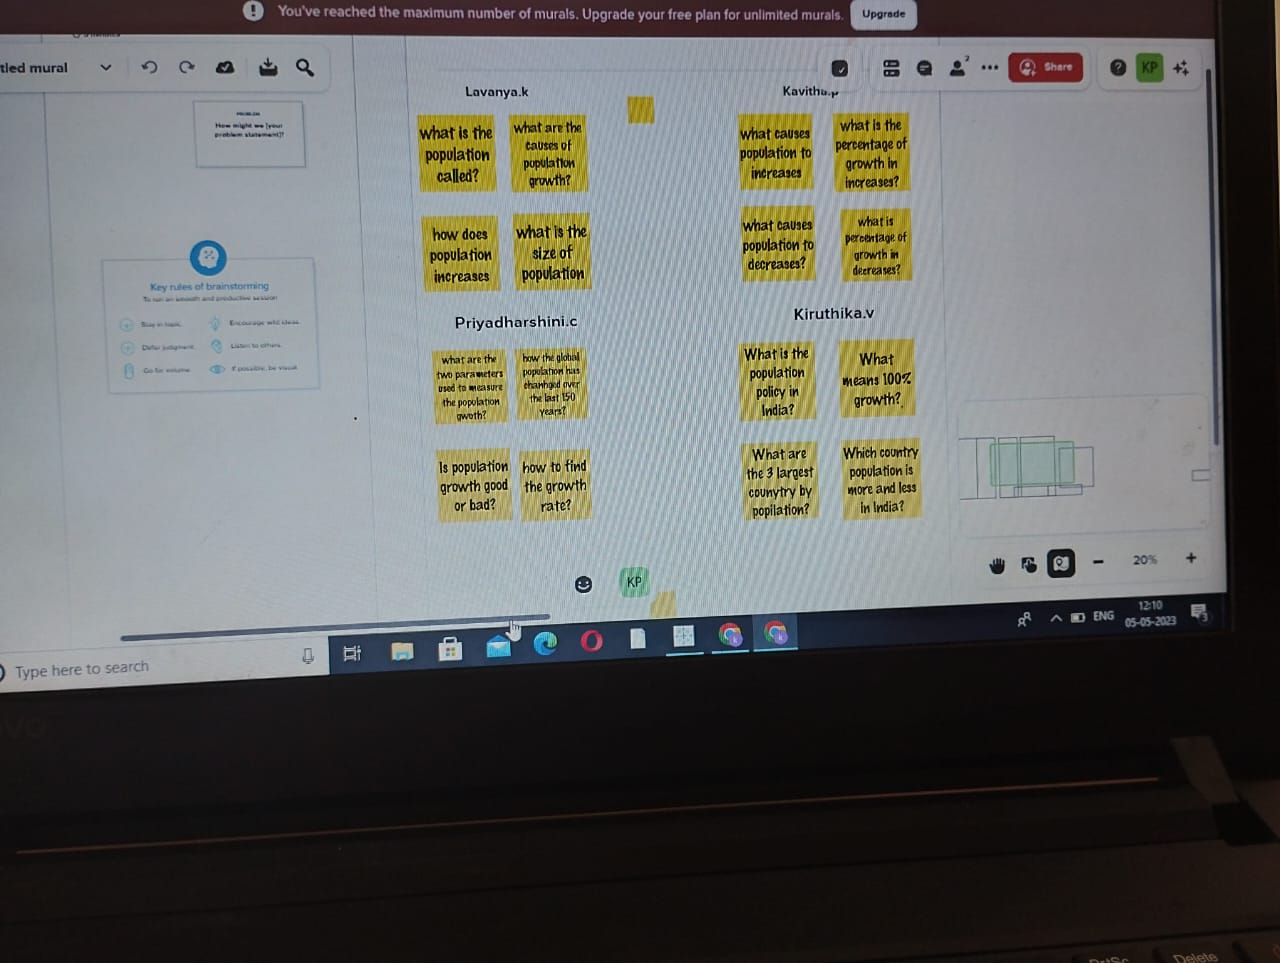 You've reached the maximum number of murals. Upgrade your free plan for unlimited murals.
Upgrade
tled mural
Share
KP
PROBLEM
How might we [your
problem statement]?
Key rules of brainstorming
To run an smooth and productive session
Stay in topic.
Encourage wild ideas.
Defer judgment.
Listen to others.
Go for volume.
If possible, be visual.
Lavanya.k
what is the
population
called?
what are the
causes of
population
growth?
how does
population
increases
what is the
size of
population
Kavitha.p
what causes
population to
increases
what is the
percentage of
growth in
increases?
what causes
population to
decreases?
what is
percentage of
growth in
decreases?
Priyadharshini.c
what are the
two parameters
used to measure
the population
gwoth?
how the global
population has
chamhged over
the last 150
years?
Is population
growth good
or bad?
how to find
the growth
rate?
Kiruthika.v
What is the
population
policy in
India?
What
means 100%
growth?
What are
the 3 largest
counytry by
popilation?
Which country
population is
more and less
in India?
KP
20%
Type here to search
ENG
12:10
05-05-2023
3
PrtSc
Delete